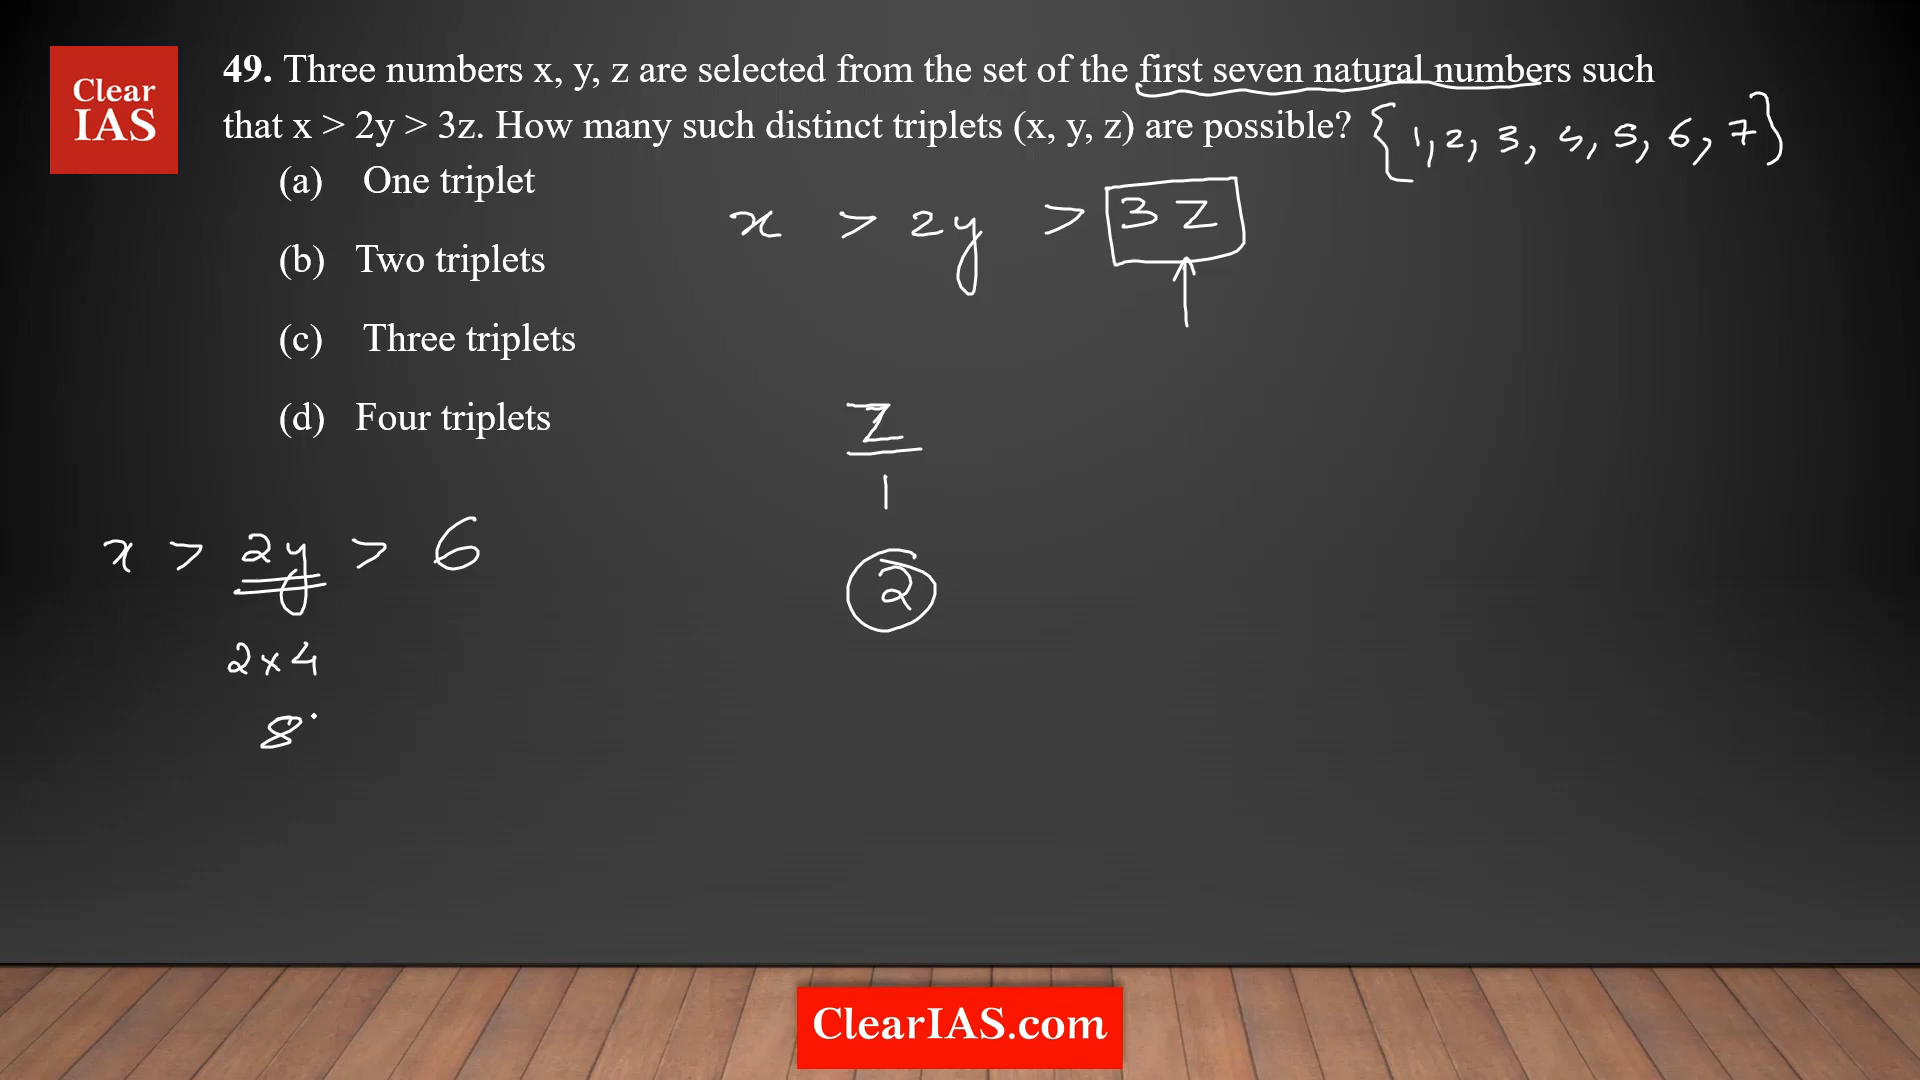 Clear
IAS
49. Three numbers x, y, z are selected from the set of the first seven natural numbers such
that x > 2y > 3z. How many such distinct triplets (x, y, z) are possible? {1, 2, 3, 4, 5, 6, 7}
(a) One triplet
x > 2y > 3z
(b) Two triplets
(c) Three triplets
(d) Four triplets
z
1
x > 2y > 6
2
2 x 4
8
ClearIAS.com